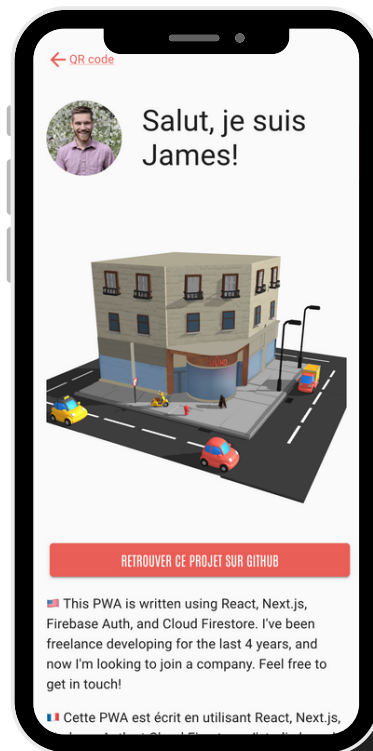 QR code
Salut, je suis
James!
RETROUVER CE PROJET SUR GITHUB
🇺🇸 This PWA is written using React, Next.js,
Firebase Auth, and Cloud Firestore. I've been
freelance developing for the last 4 years, and
now I'm looking to join a company. Feel free to
get in touch!
🇫🇷 Cette PWA est écrit en utilisant React, Next.js,